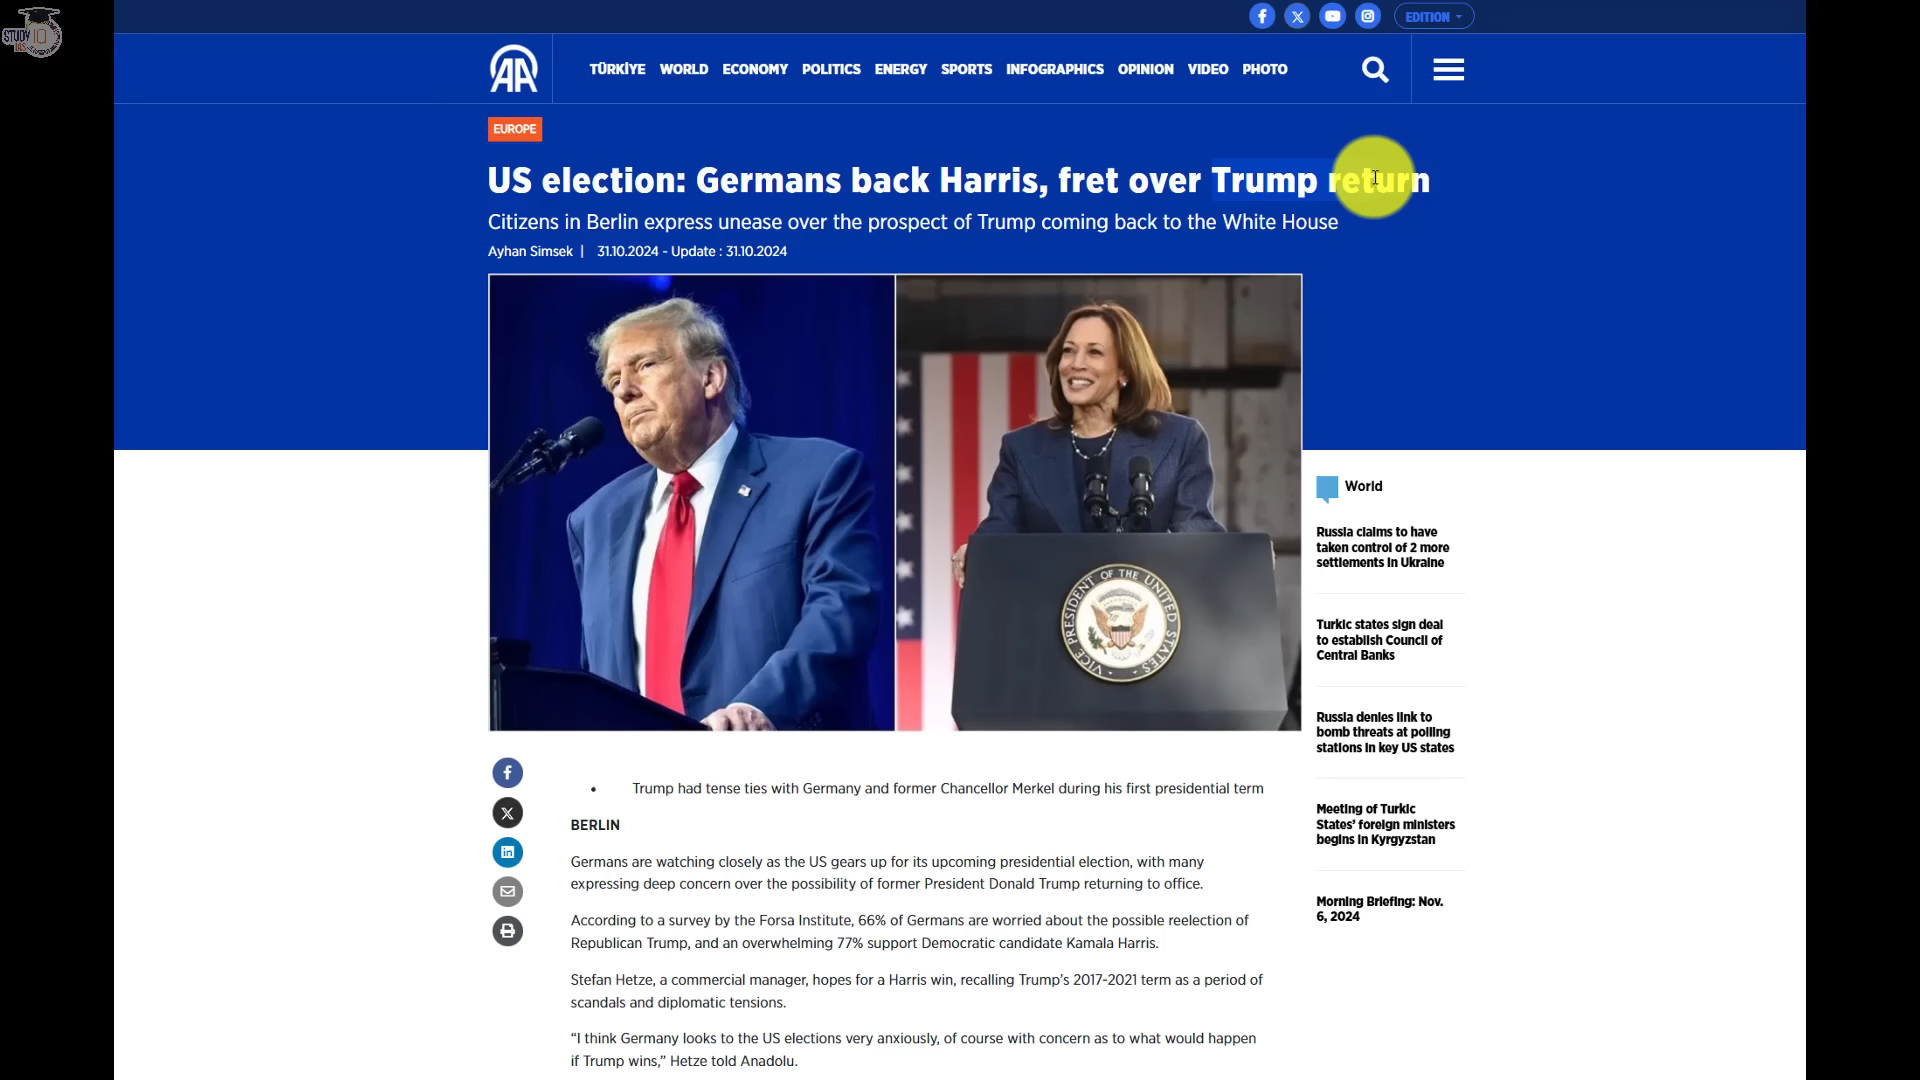 STUDY IQ
IAS
EDITION
AA
TÜRKİYE WORLD ECONOMY POLITICS ENERGY SPORTS INFOGRAPHICS OPINION VIDEO PHOTO
EUROPE
US election: Germans back Harris, fret over Trump return
Citizens in Berlin express unease over the prospect of Trump coming back to the White House
Ayhan Simsek | 31.10.2024 - Update : 31.10.2024
PRESIDENT OF THE UNITED STATES
VICE
World
Russia claims to have
taken control of 2 more
settlements in Ukraine
Turkic states sign deal
to establish Council of
Central Banks
Russia denies link to
bomb threats at polling
stations in key US states
Meeting of Turkic
States’ foreign ministers
begins in Kyrgyzstan
Morning Briefing: Nov.
6, 2024
• Trump had tense ties with Germany and former Chancellor Merkel during his first presidential term
BERLIN
Germans are watching closely as the US gears up for its upcoming presidential election, with many
expressing deep concern over the possibility of former President Donald Trump returning to office.
According to a survey by the Forsa Institute, 66% of Germans are worried about the possible reelection of
Republican Trump, and an overwhelming 77% support Democratic candidate Kamala Harris.
Stefan Hetze, a commercial manager, hopes for a Harris win, recalling Trump’s 2017-2021 term as a period of
scandals and diplomatic tensions.
“I think Germany looks to the US elections very anxiously, of course with concern as to what would happen
if Trump wins,” Hetze told Anadolu.